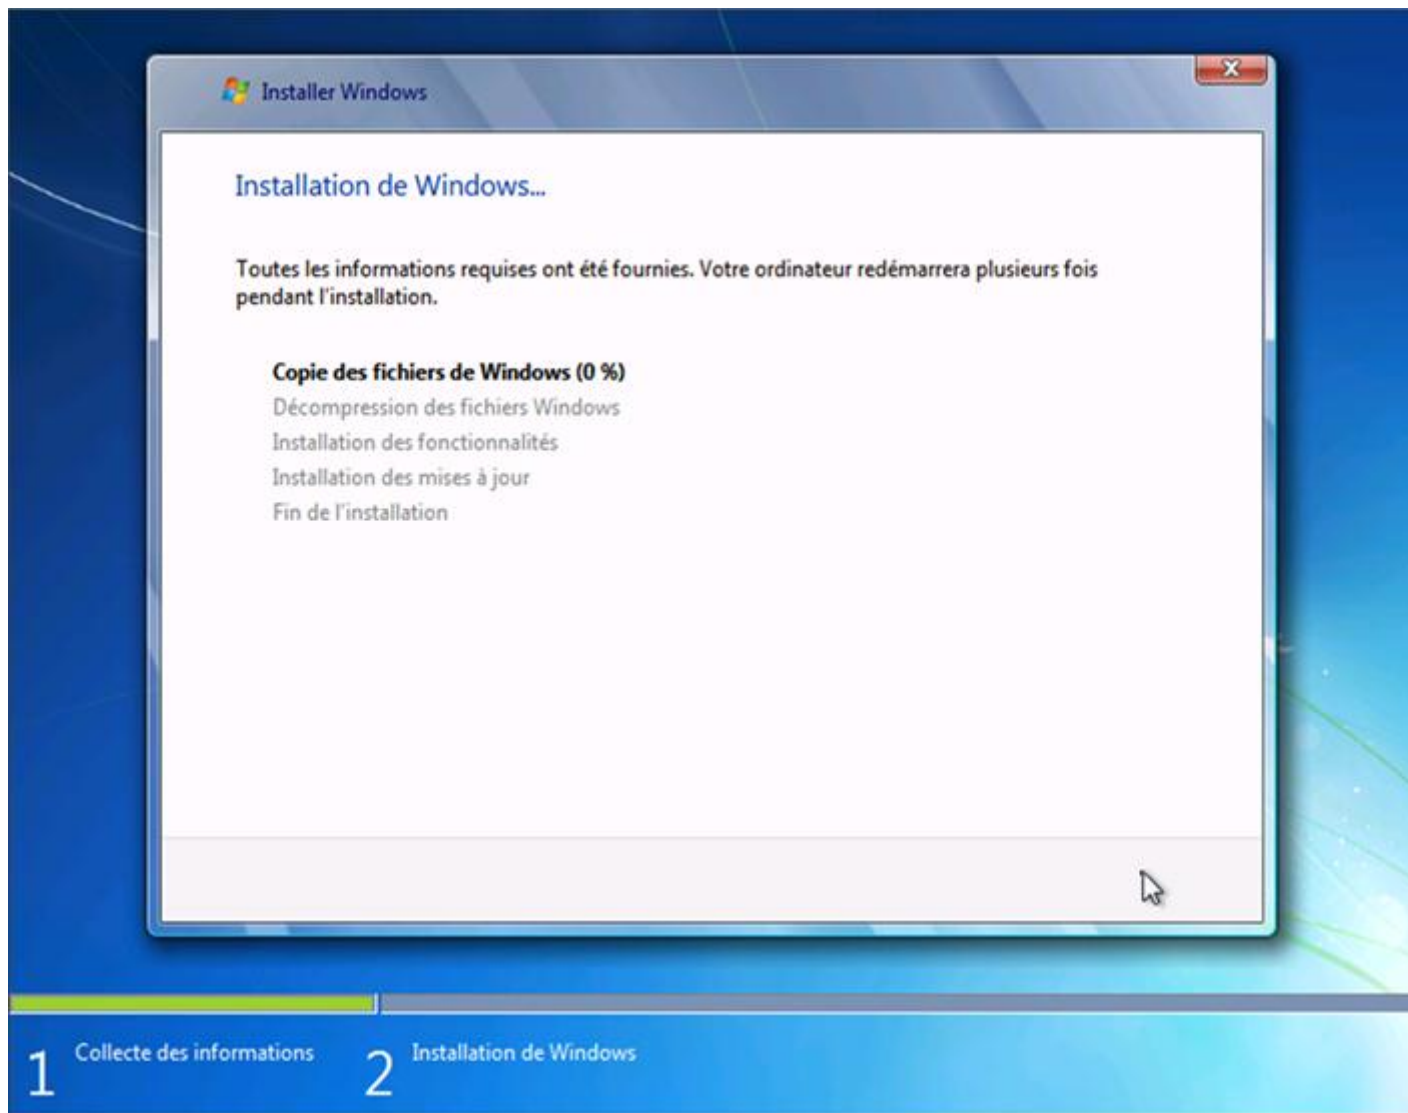 Installer Windows
Installation de Windows...
Toutes les informations requises ont été fournies. Votre ordinateur redémarrera plusieurs fois
pendant l'installation.
Copie des fichiers de Windows (0 %)
Décompression des fichiers Windows
Installation des fonctionnalités
Installation des mises à jour
Fin de l'installation
1 Collecte des informations 2 Installation de Windows